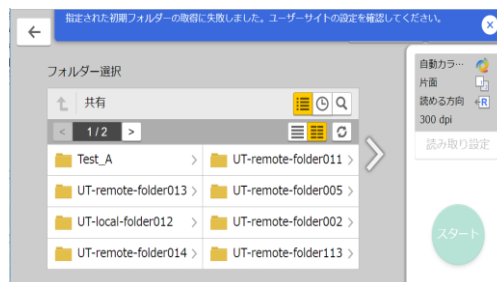 指定された初期フォルダーの取得に失敗しました。ユーザーサイトの設定を確認してください。
フォルダー選択
共有
1/2
Test_A
UT-remote-folder011
UT-remote-folder013
UT-remote-folder005
UT-local-folder012
UT-remote-folder002
UT-remote-folder014
UT-remote-folder113
自動カラ…
片面
読める方向
R
300 dpi
読み取り設定
スタート